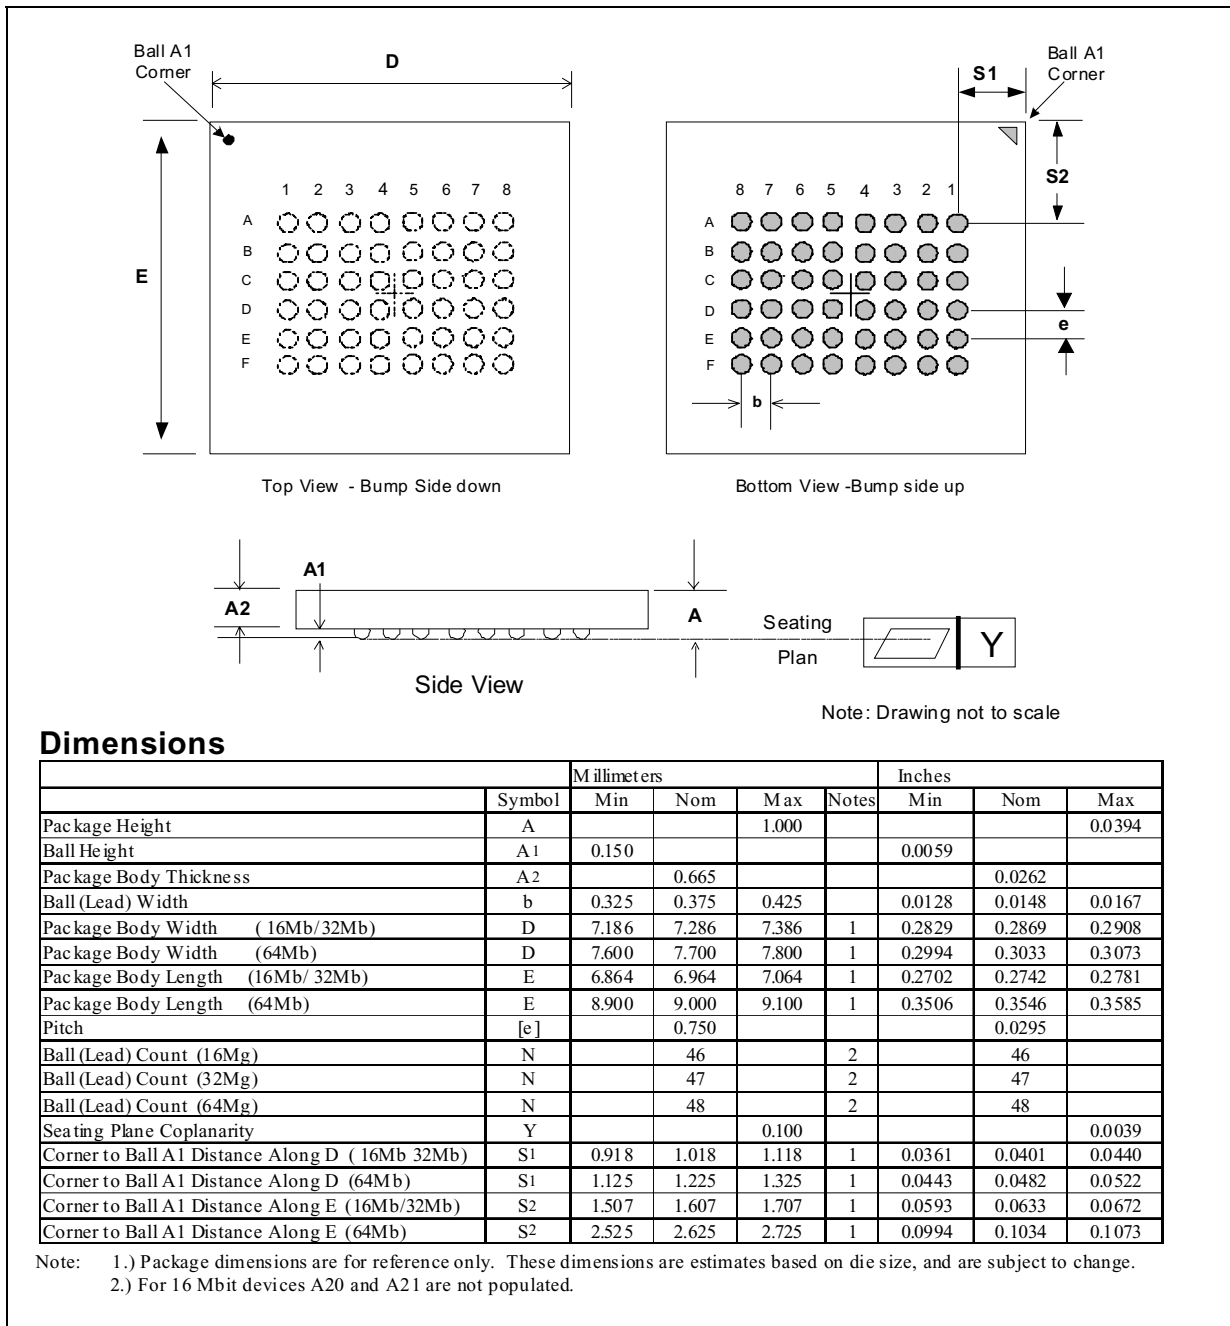 Ball A1
Corner
D
E
1 2 3 4 5 6 7 8
A
B
C
D
E
F
Top View - Bump Side down
Ball A1
Corner
S1
S2
8 7 6 5 4 3 2 1
A
B
C
D
E
F
e
b
Bottom View -Bump side up
A1
A2
A
Seating
Plan
Y
Side View
Note: Drawing not to scale
Dimensions
Millimeters Inches
Symbol Min Nom Max Notes Min Nom Max
Package Height A 1.000 0.0394
Ball Height A1 0.150 0.0059
Package Body Thickness A2 0.665 0.0262
Ball (Lead) Width b 0.325 0.375 0.425 0.0128 0.0148 0.0167
Package Body Width ( 16Mb/32Mb) D 7.186 7.286 7.386 1 0.2829 0.2869 0.2908
Package Body Width (64Mb) D 7.600 7.700 7.800 1 0.2994 0.3033 0.3073
Package Body Length (16Mb/ 32Mb) E 6.864 6.964 7.064 1 0.2702 0.2742 0.2781
Package Body Length (64Mb) E 8.900 9.000 9.100 1 0.3506 0.3546 0.3585
Pitch [e] 0.750 0.0295
Ball (Lead) Count (16Mg) N 46 2 46
Ball (Lead) Count (32Mg) N 47 2 47
Ball (Lead) Count (64Mg) N 48 2 48
Seating Plane Coplanarity Y 0.100 0.0039
Corner to Ball A1 Distance Along D ( 16Mb 32Mb) S1 0.918 1.018 1.118 1 0.0361 0.0401 0.0440
Corner to Ball A1 Distance Along D (64Mb) S1 1.125 1.225 1.325 1 0.0443 0.0482 0.0522
Corner to Ball A1 Distance Along E (16Mb/32Mb) S2 1.507 1.607 1.707 1 0.0593 0.0633 0.0672
Corner to Ball A1 Distance Along E (64Mb) S2 2.525 2.625 2.725 1 0.0994 0.1034 0.1073
Note: 1.) Package dimensions are for reference only. These dimensions are estimates based on die size, and are subject to change.
2.) For 16 Mbit devices A20 and A21 are not populated.